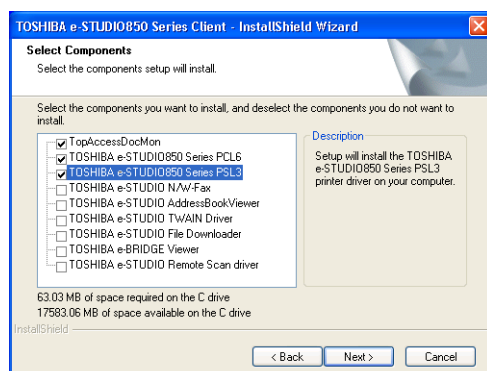 TOSHIBA e-STUDIO850 Series Client - InstallShield Wizard
Select Components
Select the components setup will install.
Select the components you want to install, and deselect the components you do not want to
install.
TopAccessDocMon
TOSHIBA e-STUDIO850 Series PCL6
TOSHIBA e-STUDIO850 Series PSL3
TOSHIBA e-STUDIO N/W-Fax
TOSHIBA e-STUDIO AddressBookViewer
TOSHIBA e-STUDIO TWAIN Driver
TOSHIBA e-STUDIO File Downloader
TOSHIBA e-BRIDGE Viewer
TOSHIBA e-STUDIO Remote Scan driver
Description
Setup will install the TOSHIBA
e-STUDIO850 Series PSL3
printer driver on your computer.
63.03 MB of space required on the C drive
17583.06 MB of space available on the C drive
InstallShield
< Back
Next >
Cancel